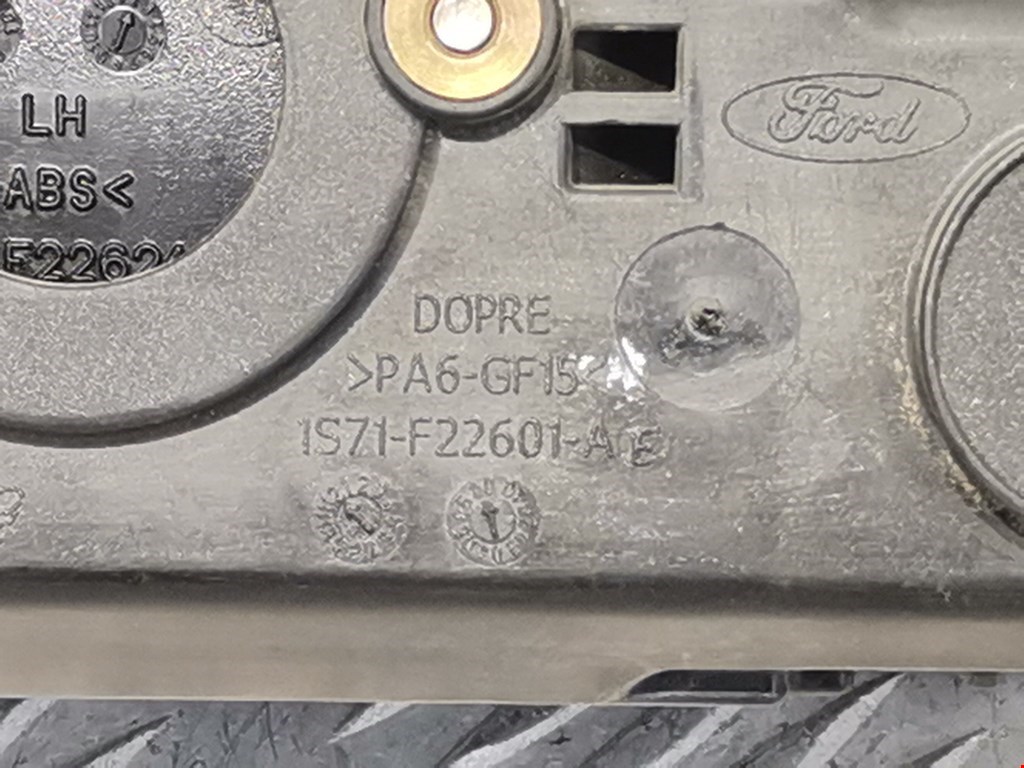 LH
ABS<
Ford
DOPRE
>PA6-GF15<
1S71-F22601-A